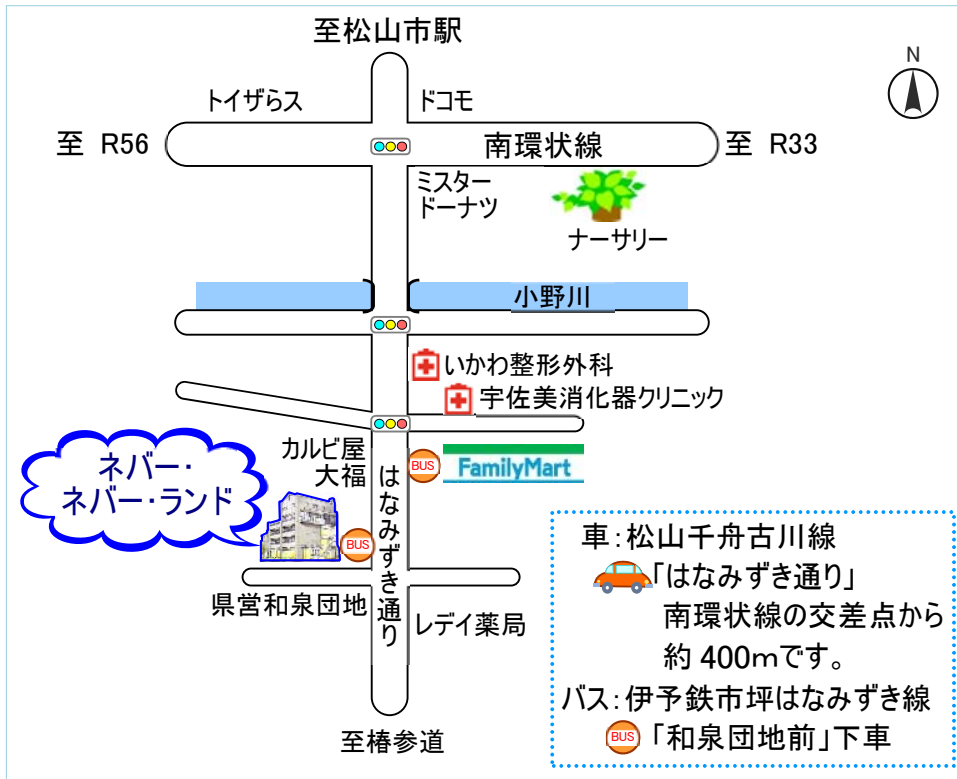 至松山市駅
N
トイザらス
ドコモ
至 R56
南環状線
至 R33
ミスター
ドーナツ
ナーサリー
小野川
いかわ整形外科
宇佐美消化器クリニック
カルビ屋
大福
BUS
FamilyMart
ネバー・
ネバー・ランド
はなみずき通り
BUS
県営和泉団地
レデイ薬局
至椿参道
車:松山千舟古川線
「はなみずき通り」
南環状線の交差点から
約 400mです。
バス:伊予鉄市坪はなみずき線
BUS 「和泉団地前」下車